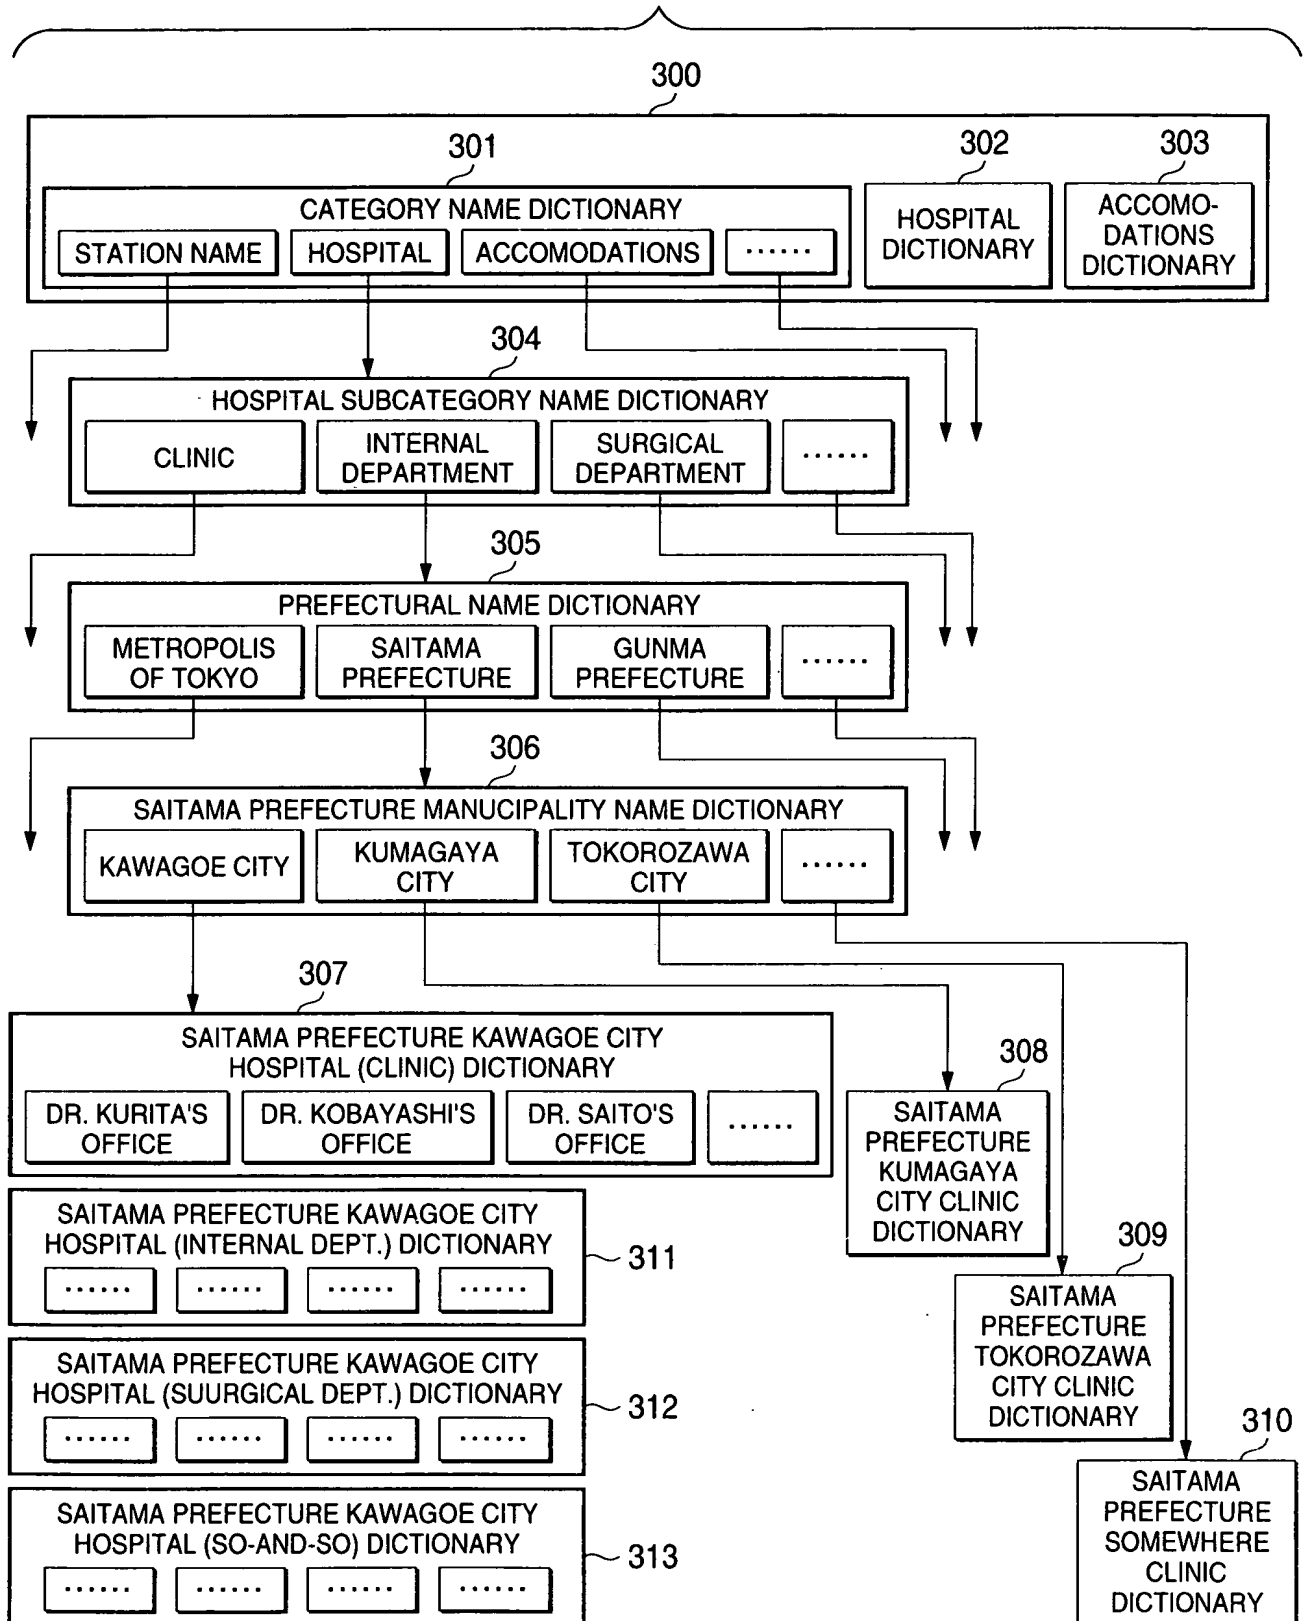 300
301
302
303
CATEGORY NAME DICTIONARY
STATION NAME
HOSPITAL
ACCOMODATIONS
......
HOSPITAL
DICTIONARY
ACCOMO-
DATIONS
DICTIONARY
304
HOSPITAL SUBCATEGORY NAME DICTIONARY
CLINIC
INTERNAL
DEPARTMENT
SURGICAL
DEPARTMENT
......
305
PREFECTURAL NAME DICTIONARY
METROPOLIS
OF TOKYO
SAITAMA
PREFECTURE
GUNMA
PREFECTURE
......
306
SAITAMA PREFECTURE MANUCIPALITY NAME DICTIONARY
KAWAGOE CITY
KUMAGAYA
CITY
TOKOROZAWA
CITY
......
307
SAITAMA PREFECTURE KAWAGOE CITY
HOSPITAL (CLINIC) DICTIONARY
DR. KURITA'S
OFFICE
DR. KOBAYASHI'S
OFFICE
DR. SAITO'S
OFFICE
......
308
SAITAMA
PREFECTURE
KUMAGAYA
CITY CLINIC
DICTIONARY
SAITAMA PREFECTURE KAWAGOE CITY
HOSPITAL (INTERNAL DEPT.) DICTIONARY
...... ...... ...... ......
311
309
SAITAMA
PREFECTURE
TOKOROZAWA
CITY CLINIC
DICTIONARY
SAITAMA PREFECTURE KAWAGOE CITY
HOSPITAL (SUURGICAL DEPT.) DICTIONARY
...... ...... ...... ......
312
310
SAITAMA
PREFECTURE
SOMEWHERE
CLINIC
DICTIONARY
SAITAMA PREFECTURE KAWAGOE CITY
HOSPITAL (SO-AND-SO) DICTIONARY
...... ...... ...... ......
313